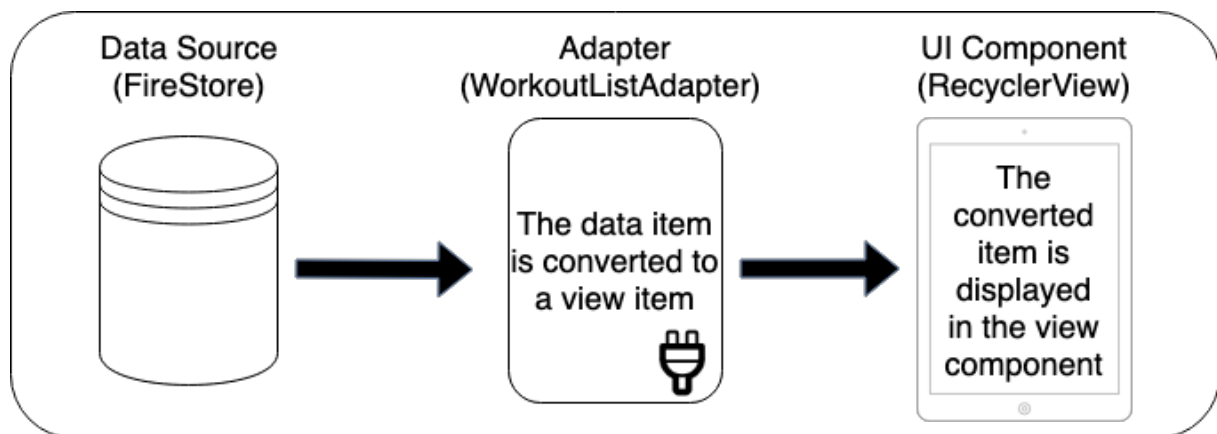 Data Source
(FireStore)
Adapter
(WorkoutListAdapter)
UI Component
(RecyclerView)
The data item
is converted to
a view item
The
converted
item is
displayed
in the view
component